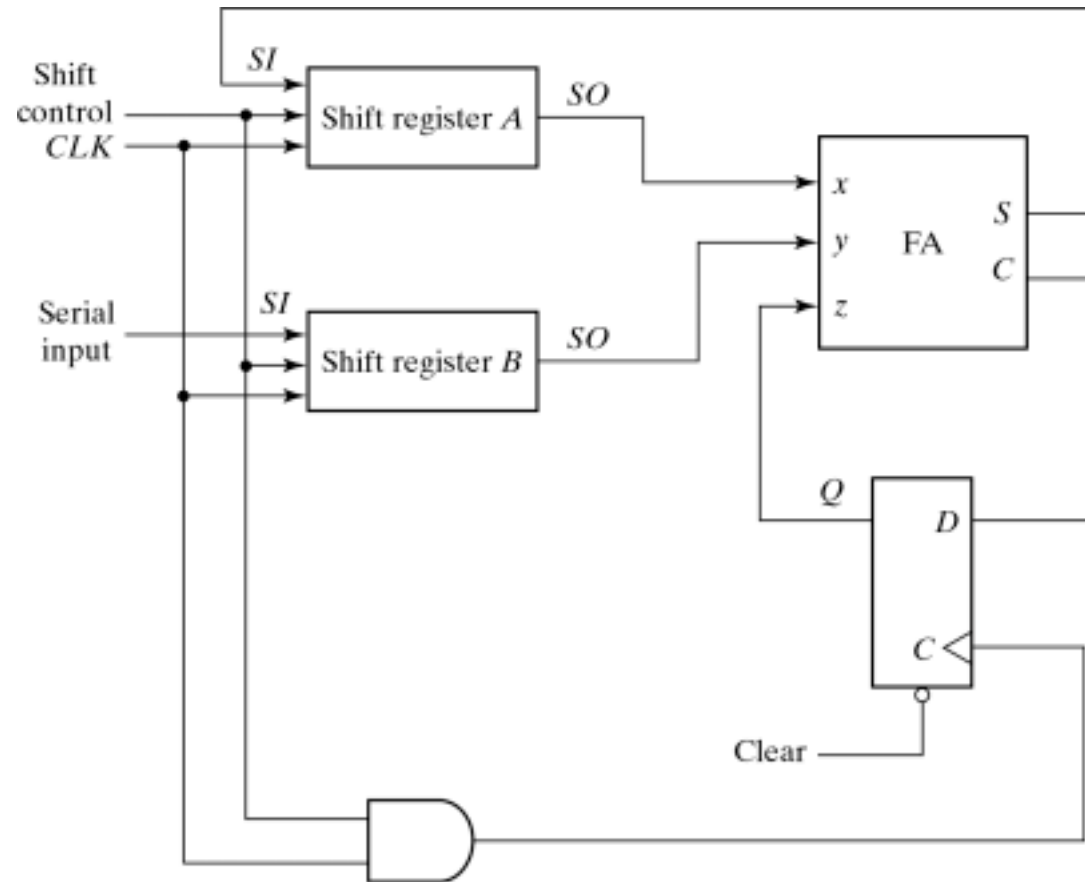 SI
Shift
control
CLK
Shift register A
SO
x
y
z
FA
S
C
Serial
input
SI
Shift register B
SO
Q
D
C
Clear